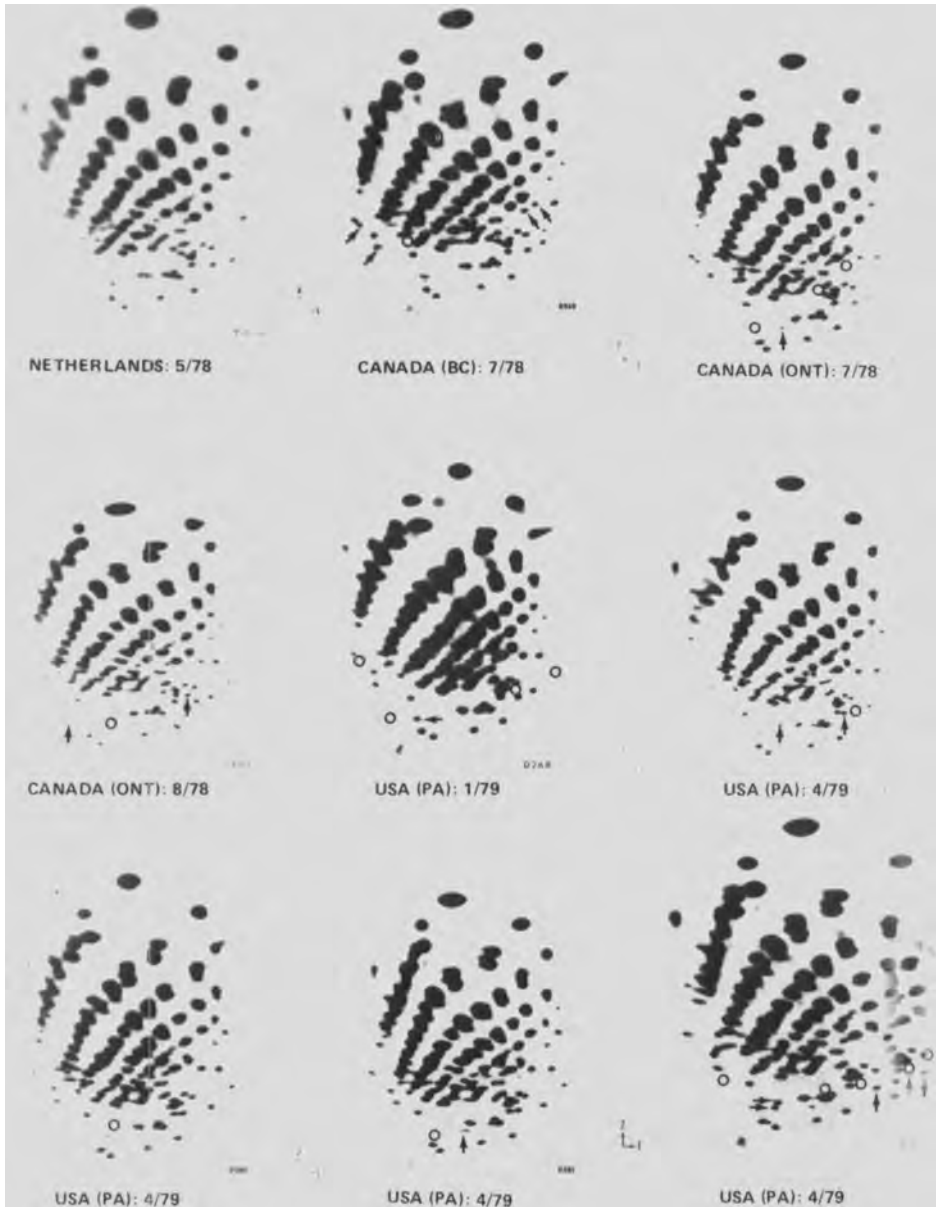 NETHERLANDS: 5/78
CANADA (BC): 7/78
CANADA (ONT): 7/78
CANADA (ONT): 8/78
USA (PA): 1/79
USA (PA): 4/79
USA (PA): 4/79
USA (PA): 4/79
USA (PA): 4/79